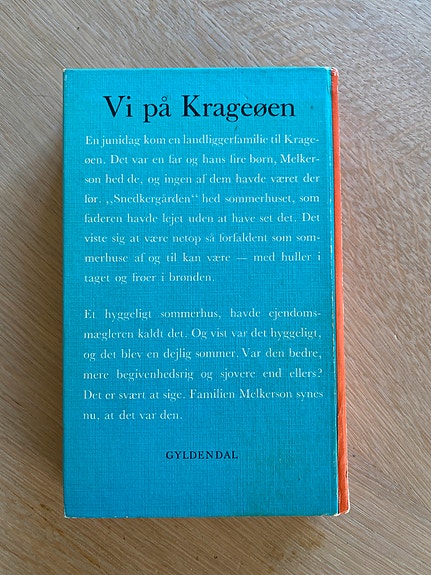 Vi på Krageøen
En junidag kom en landliggerfamilie til Krage-
øen. Det var en far og hans fire børn, Melker-
son hed de, og ingen af dem havde været der
før. ,,Snedkergården" hed sommerhuset, som
faderen havde lejet uden at have set det. Det
viste sig at være netop så forfaldent som som-
merhuse af og til kan være — med huller i
taget og frøer i brønden.
Et hyggeligt sommerhus, havde ejendoms-
mægleren kaldt det. Og vist var det hyggeligt,
og det blev en dejlig sommer. Var den bedre,
mere begivenhedsrig og sjovere end ellers?
Det er svært at sige. Familien Melkerson synes
nu, at det var den.
GYLDENDAL